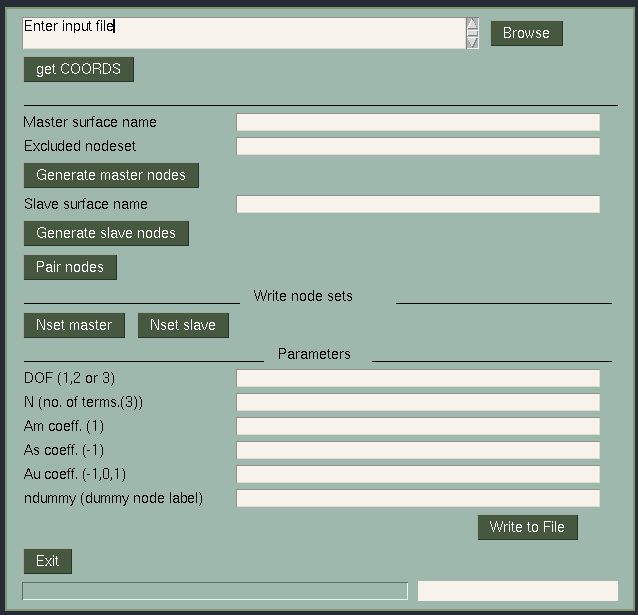 Enter input file
Browse
get COORDS
Master surface name
Excluded nodeset
Generate master nodes
Slave surface name
Generate slave nodes
Pair nodes
Write node sets
Nset master Nset slave
Parameters
DOF (1,2 or 3)
N (no. of terms.(3))
Am coeff. (1)
As coeff. (-1)
Au coeff. (-1,0,1)
ndummy (dummy node label)
Write to File
Exit